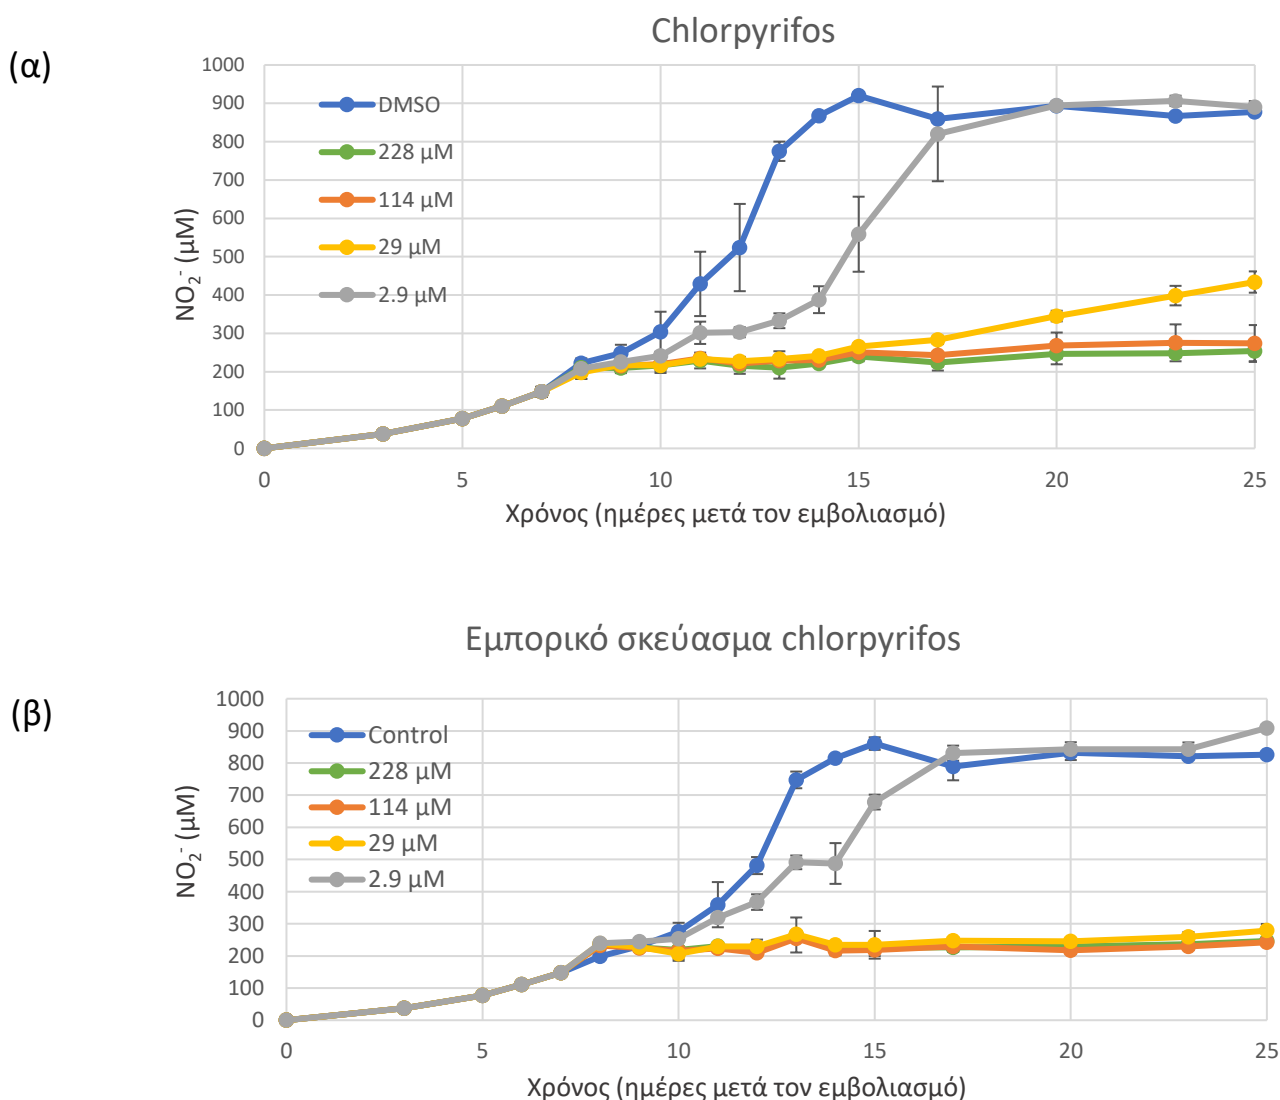 (α)
Chlorpyrifos
1000
900
800
700
600
500
400
300
200
100
0
NO₂⁻ (μM)
DMSO
228 μM
114 μM
29 μM
2.9 μM
0 5 10 15 20 25
Χρόνος (ημέρες μετά τον εμβολιασμό)
(β)
Εμπορικό σκεύασμα chlorpyrifos
1000
900
800
700
600
500
400
300
200
100
0
NO₂⁻ (μM)
Control
228 μM
114 μM
29 μM
2.9 μM
0 5 10 15 20 25
Χρόνος (ημέρες μετά τον εμβολιασμό)